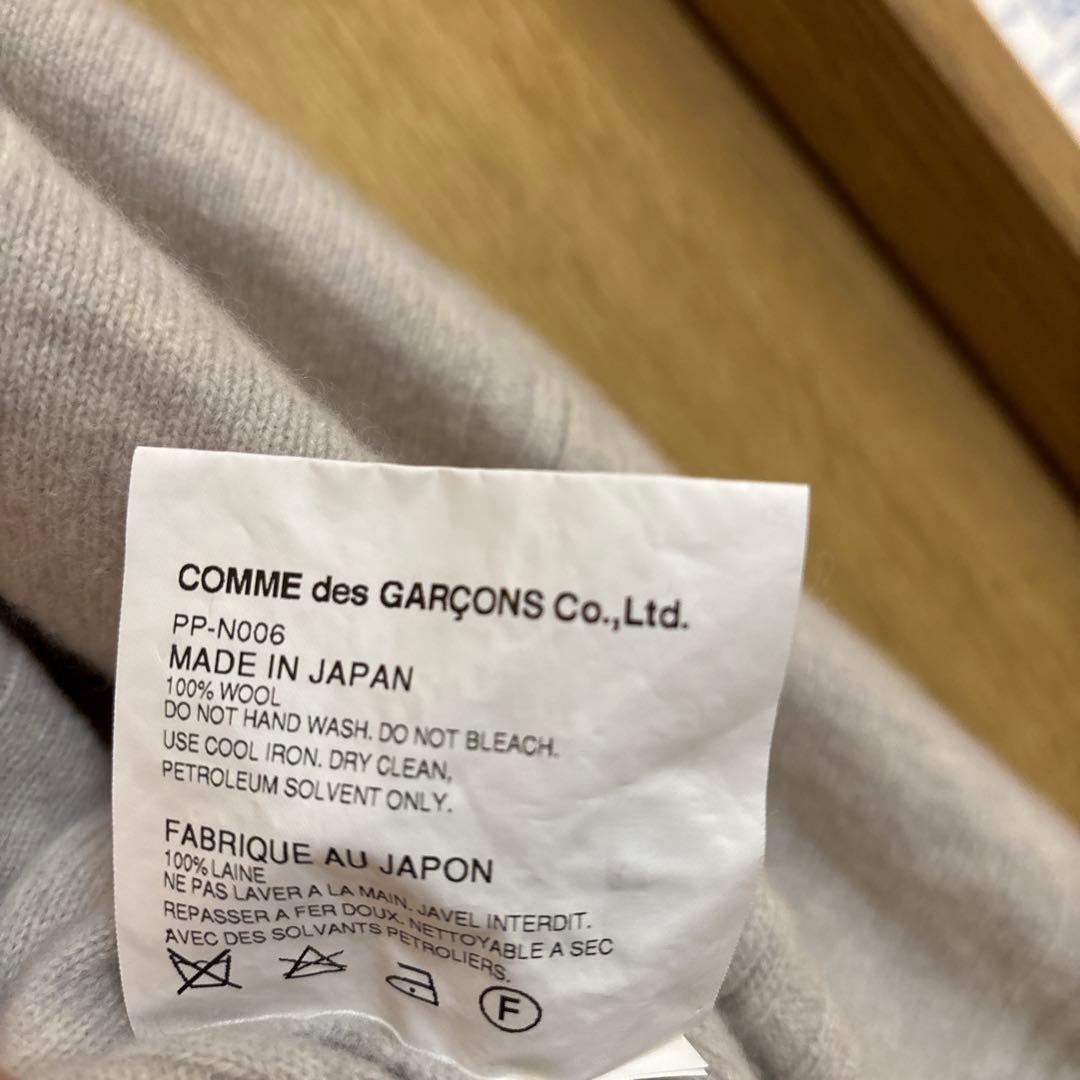 COMME des GARÇONS Co.,Ltd.
PP-N006
MADE IN JAPAN
100% WOOL
DO NOT HAND WASH. DO NOT BLEACH.
USE COOL IRON. DRY CLEAN,
PETROLEUM SOLVENT ONLY.
FABRIQUE AU JAPON
100% LAINE
NE PAS LAVER A LA MAIN. JAVEL INTERDIT.
REPASSER A FER DOUX. NETTOYABLE A SEC
AVEC DES SOLVANTS PETROLIERS.
F